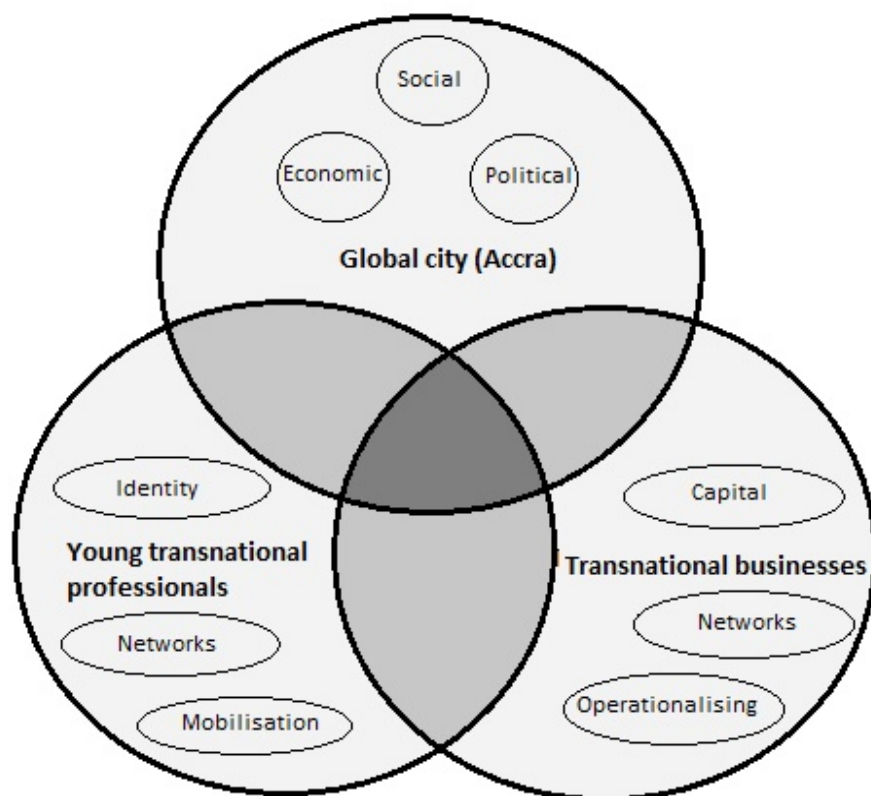 Social
Economic
Political
Global city (Accra)
Identity
Young transnational
professionals
Networks
Mobilisation
Capital
Transnational businesses
Networks
Operationalising